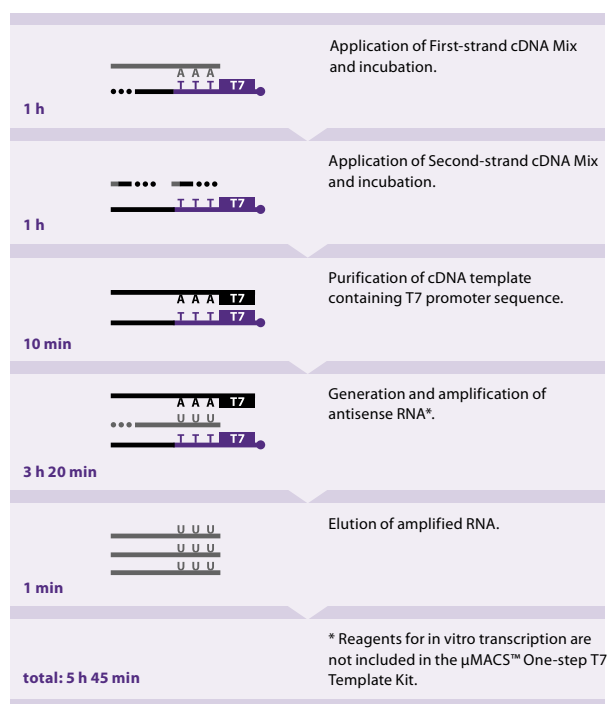 Application of First-strand cDNA Mix
and incubation.
A A A
T T T T7
1 h
Application of Second-strand cDNA Mix
and incubation.
T T T T7
1 h
Purification of cDNA template
containing T7 promoter sequence.
A A A T7
T T T T7
10 min
Generation and amplification of
antisense RNA*.
A A A T7
U U U
T T T T7
3 h 20 min
Elution of amplified RNA.
U U U
U U U
U U U
1 min
* Reagents for in vitro transcription are
not included in the µMACS™ One-step T7
Template Kit.
total: 5 h 45 min